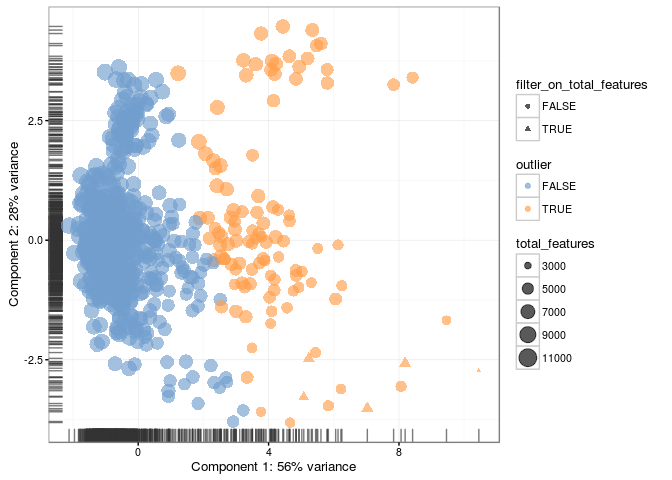 Component 2: 28% variance
2.5
0.0
-2.5
0
4
8
Component 1: 56% variance
filter_on_total_features
FALSE
TRUE
outlier
FALSE
TRUE
total_features
3000
5000
7000
9000
11000